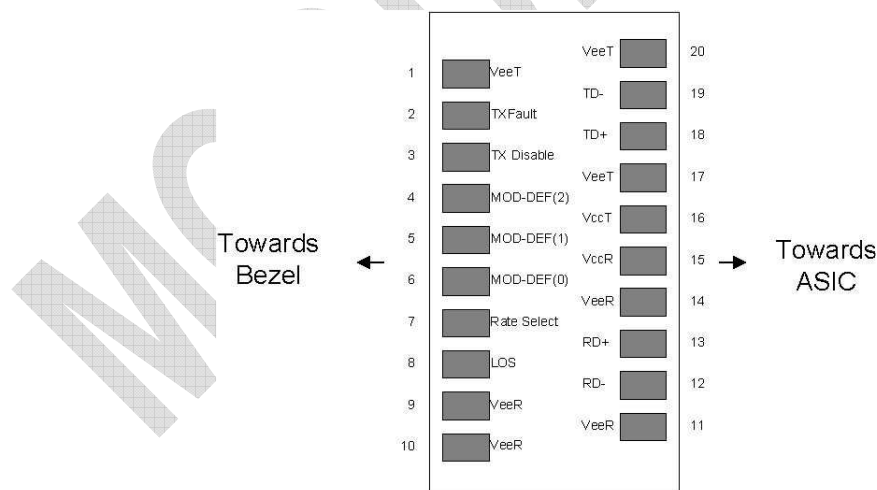 1 VeeT
2 TXFault
3 TX Disable
4 MOD-DEF(2)
5 MOD-DEF(1)
6 MOD-DEF(0)
7 Rate Select
8 LOS
9 VeeR
10 VeeR
VeeT 20
TD- 19
TD+ 18
VeeT 17
VccT 16
VccR 15
VeeR 14
RD+ 13
RD- 12
VeeR 11
Towards
Bezel
Towards
ASIC